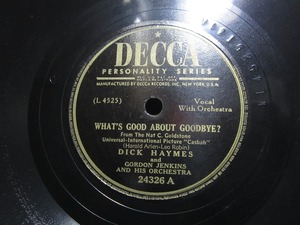 DECCA
PERSONALITY SERIES
MANUFACTURED BY DECCA RECORDS, INC., NEW YORK, U.S.A.
(L 4525)
Vocal
With Orchestra
WHAT'S GOOD ABOUT GOODBYE?
From The Nat C. Goldstone
Universal-International Picture "Casbah"
(Harold Arlen-Leo Robin)
DICK HAYMES
and
GORDON JENKINS
AND HIS ORCHESTRA
24326 A